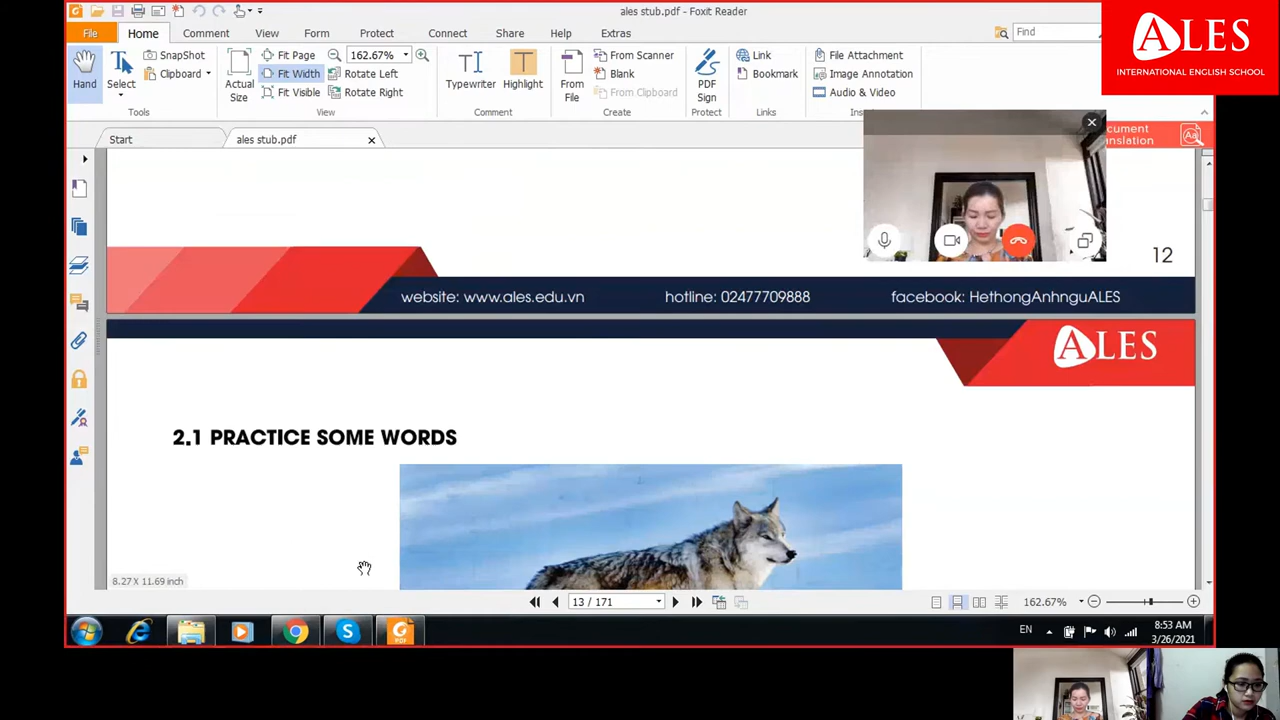 ales stub.pdf - Foxit Reader
ALES
INTERNATIONAL ENGLISH SCHOOL
File Home Comment View Form Protect Connect Share Help Extras Find
Hand
Select
SnapShot
Clipboard
Tools
Actual Size
Fit Page
Fit Width
Fit Visible
162.67%
Rotate Left
Rotate Right
View
Typewriter
Highlight
Comment
From File
From Scanner
Blank
From Clipboard
Create
PDF Sign
Protect
Link
Bookmark
Links
File Attachment
Image Annotation
Audio & Video
Start
ales stub.pdf
12
website: www.ales.edu.vn hotline: 02477709888 facebook: HethongAnhnguALES
ALES
2.1 PRACTICE SOME WORDS
8.27 X 11.69 inch
13 / 171
162.67%
EN
8:53 AM
3/26/2021